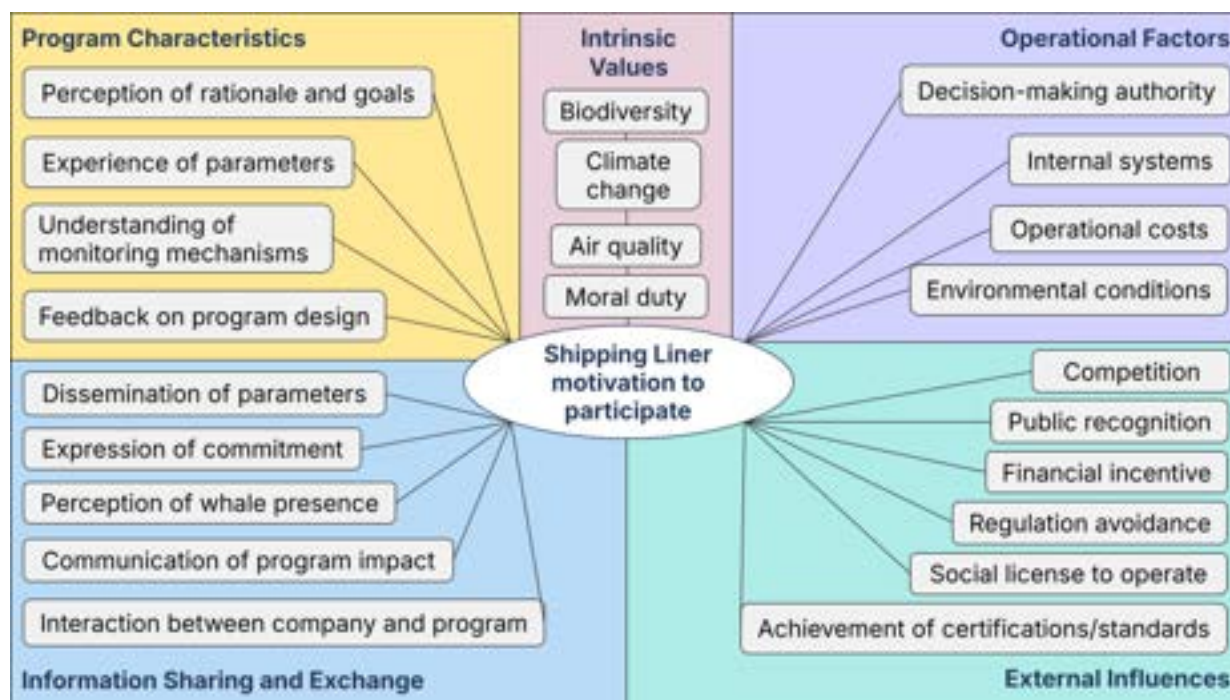 Program Characteristics
Perception of rationale and goals
Experience of parameters
Understanding of
monitoring mechanisms
Feedback on program design
Intrinsic
Values
Biodiversity
Climate
change
Air quality
Moral duty
Operational Factors
Decision-making authority
Internal systems
Operational costs
Environmental conditions
Shipping Liner
motivation to
participate
Dissemination of parameters
Expression of commitment
Perception of whale presence
Communication of program impact
Interaction between company and program
Information Sharing and Exchange
Competition
Public recognition
Financial incentive
Regulation avoidance
Social license to operate
Achievement of certifications/standards
External Influences